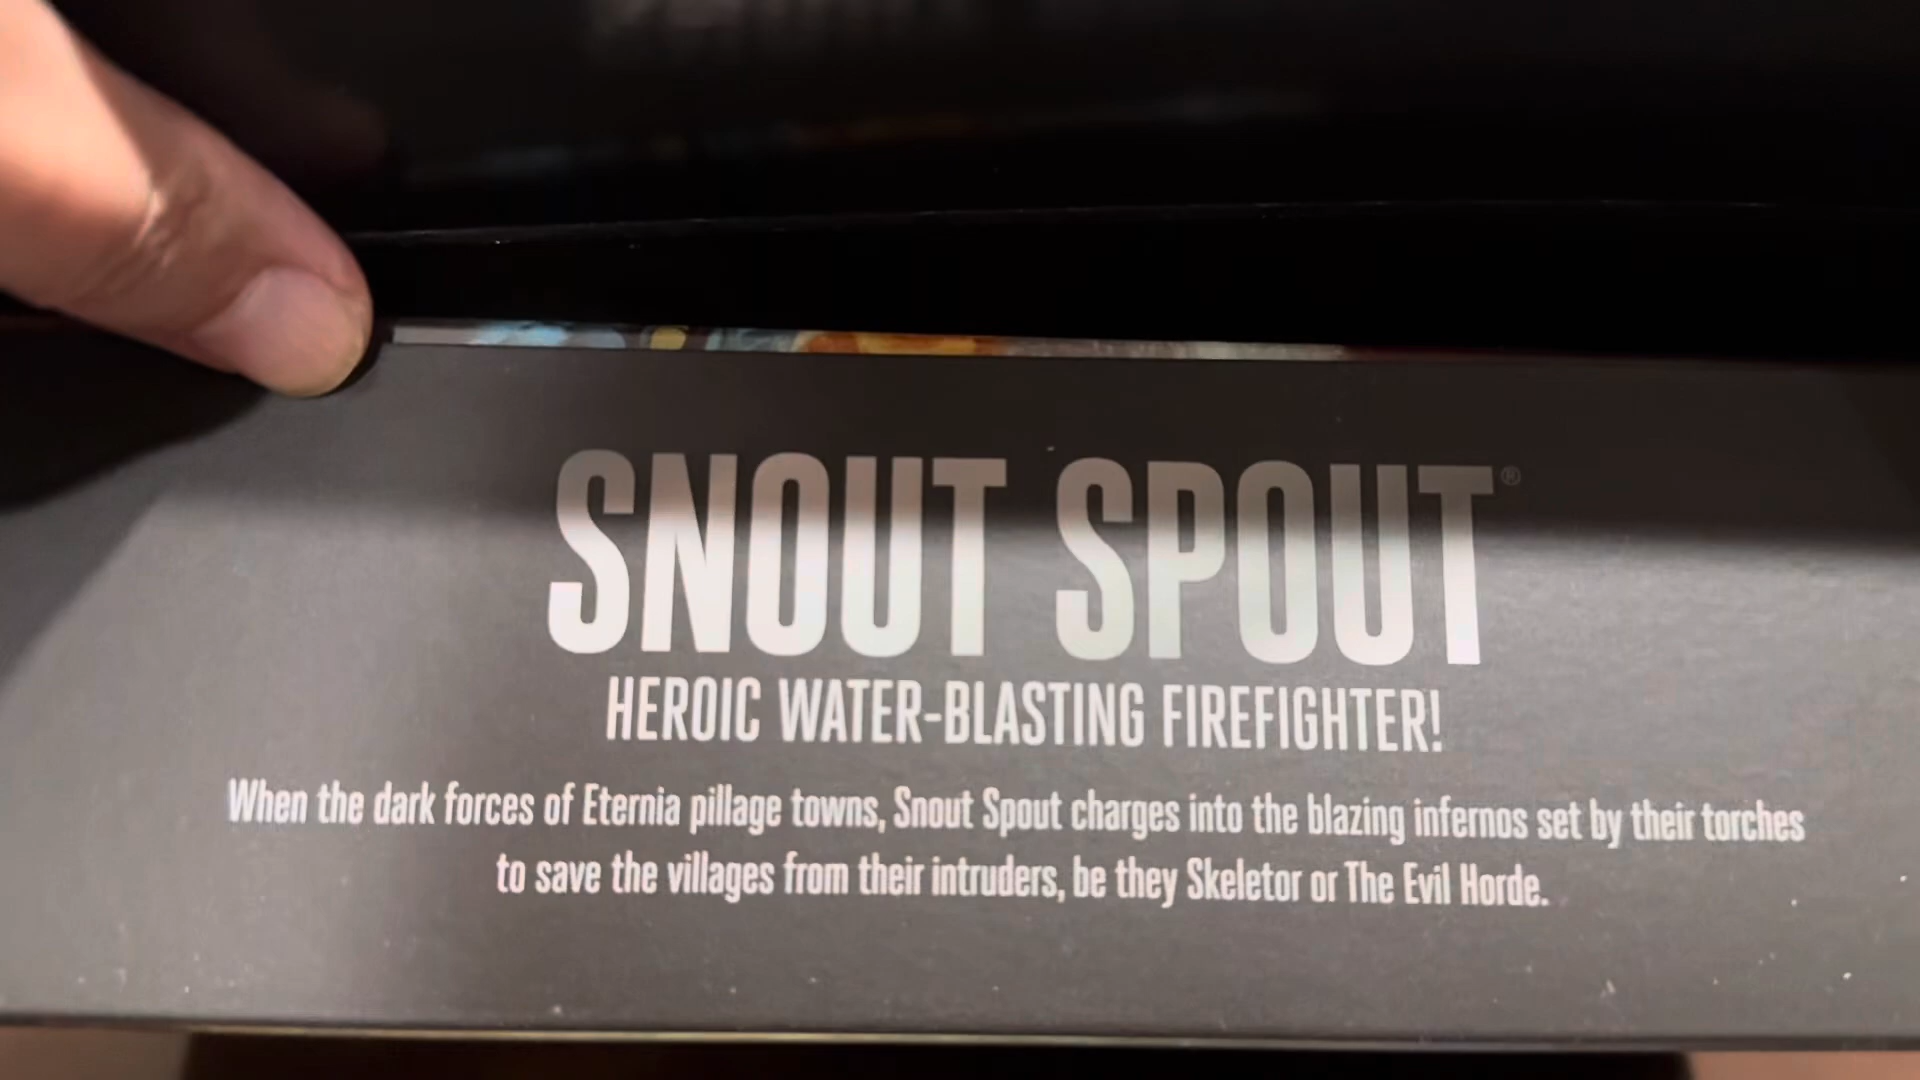 SNOUT SPOUT®
HEROIC WATER-BLASTING FIREFIGHTER!
When the dark forces of Eternia pillage towns, Snout Spout charges into the blazing infernos set by their torches
to save the villages from their intruders, be they Skeletor or The Evil Horde.